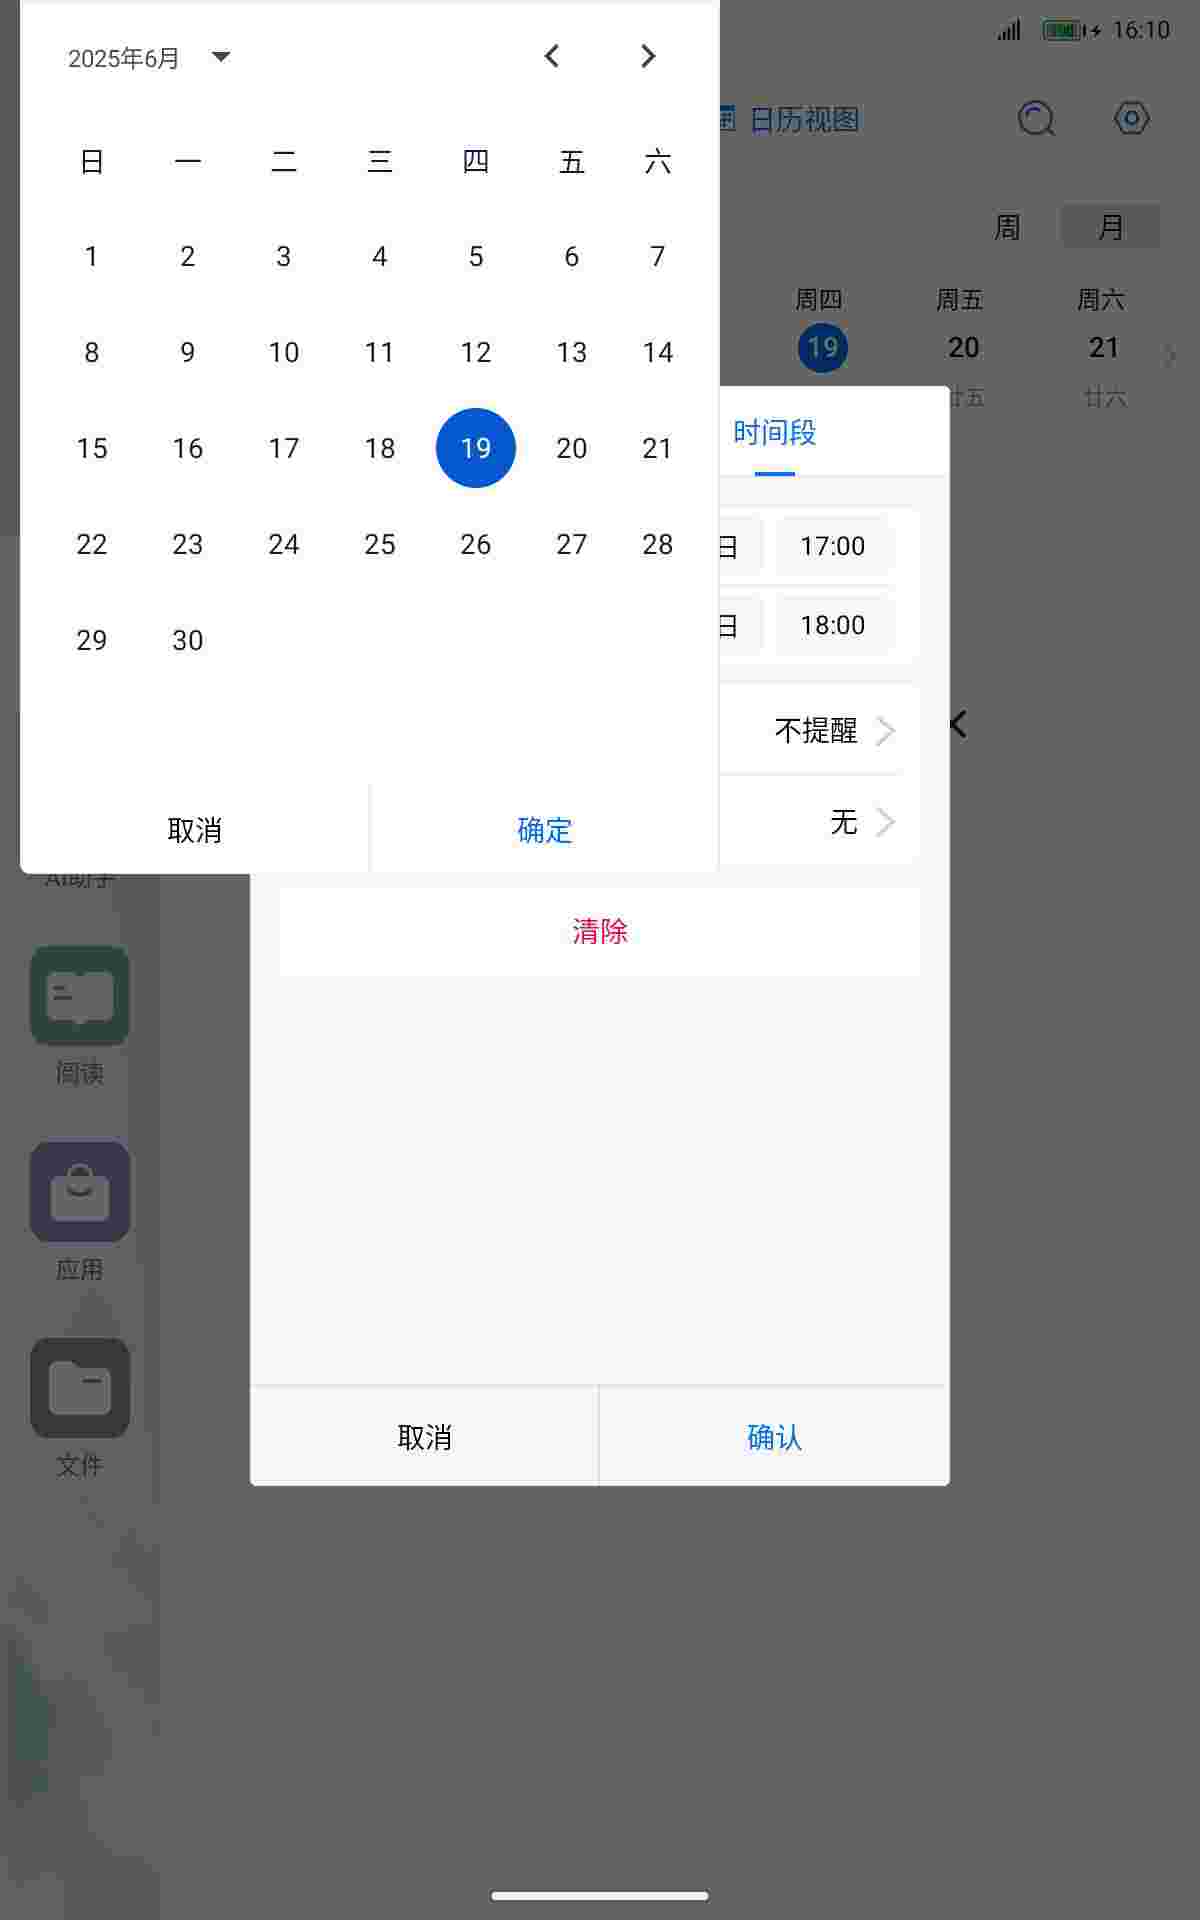 16:10
2025年6月
日历视图
日 一 二 三 四 五 六
1 2 3 4 5 6 7
8 9 10 11 12 13 14
15 16 17 18 19 20 21
22 23 24 25 26 27 28
29 30
取消 确定
周 月
周四 周五 周六
19 20 21
廿五 廿六
时间段
日 17:00
日 18:00
不提醒
无
清除
取消 确认
AI助手
阅读
应用
文件